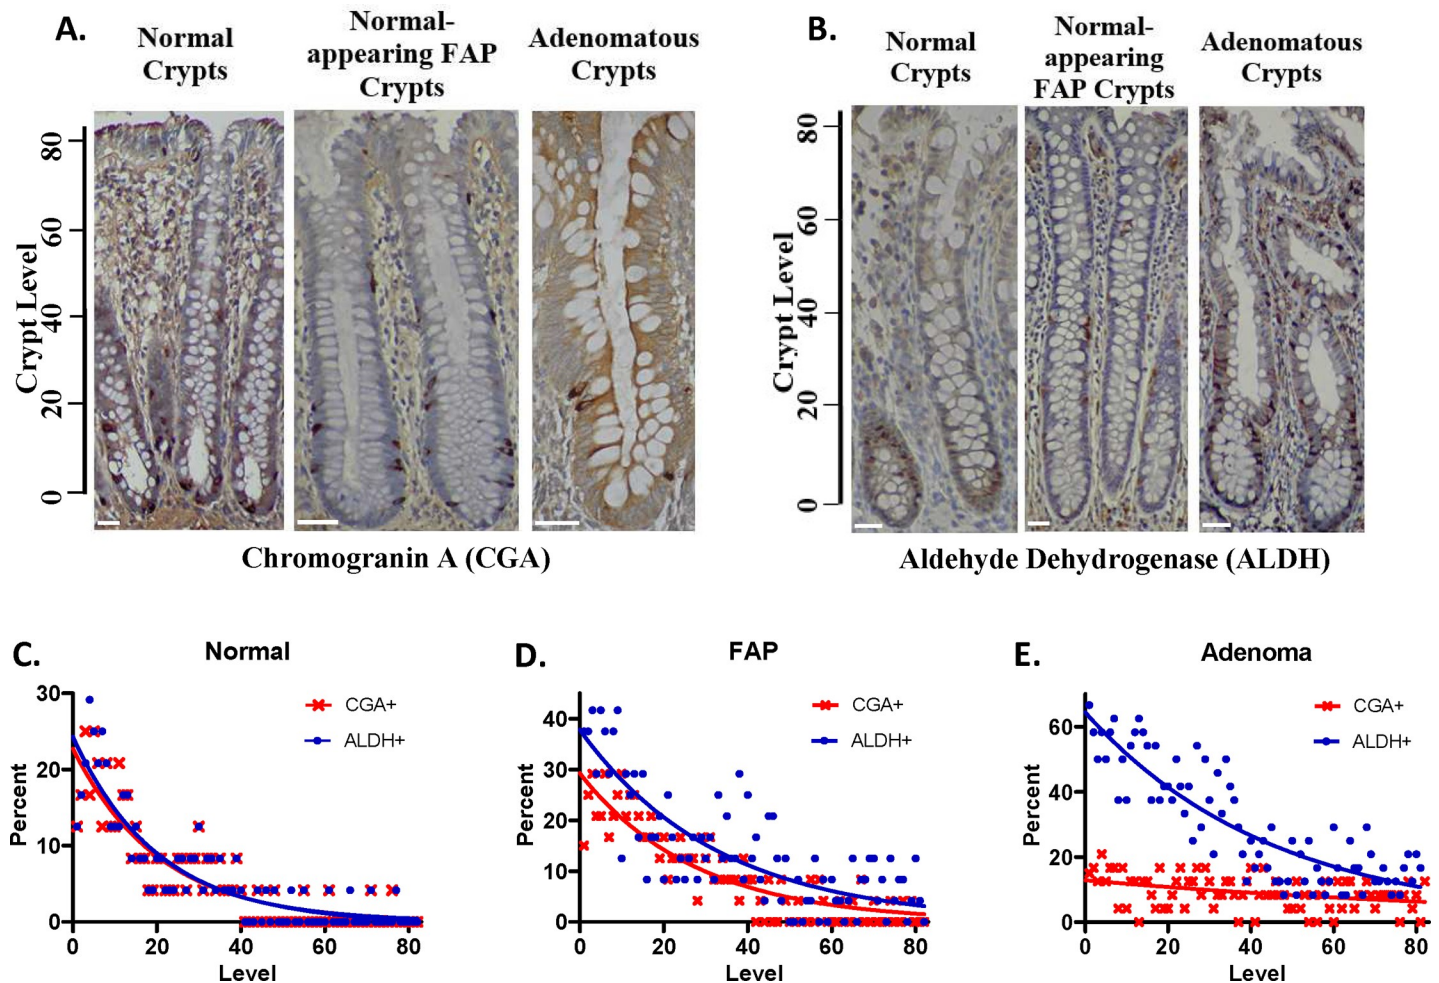 A.
Normal
Crypts
Normal-
appearing FAP
Crypts
Adenomatous
Crypts
Crypt Level
80
60
40
20
0
Chromogranin A (CGA)
B.
Normal
Crypts
Normal-
appearing
FAP Crypts
Adenomatous
Crypts
Crypt Level
80
60
40
20
0
Aldehyde Dehydrogenase (ALDH)
C.
Normal
CGA+
ALDH+
Percent
30
20
10
0
0 20 40 60 80
Level
D.
FAP
CGA+
ALDH+
Percent
40
30
20
10
0
0 20 40 60 80
Level
E.
Adenoma
CGA+
ALDH+
Percent
60
40
20
0
0 20 40 60 80
Level